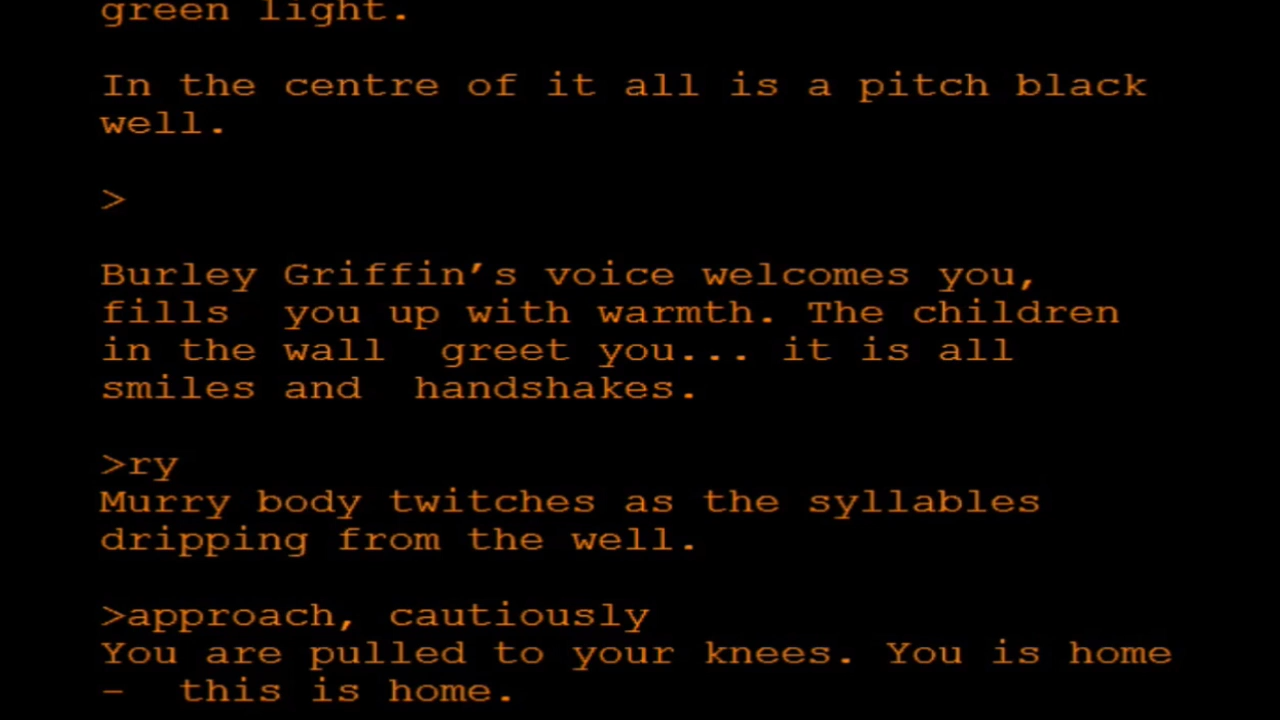 green light.
In the centre of it all is a pitch black
well.
>
Burley Griffin’s voice welcomes you,
fills  you up with warmth. The children
in the wall  greet you... it is all
smiles and  handshakes.
>ry
Murry body twitches as the syllables
dripping from the well.
>approach, cautiously
You are pulled to your knees. You is home
–  this is home.